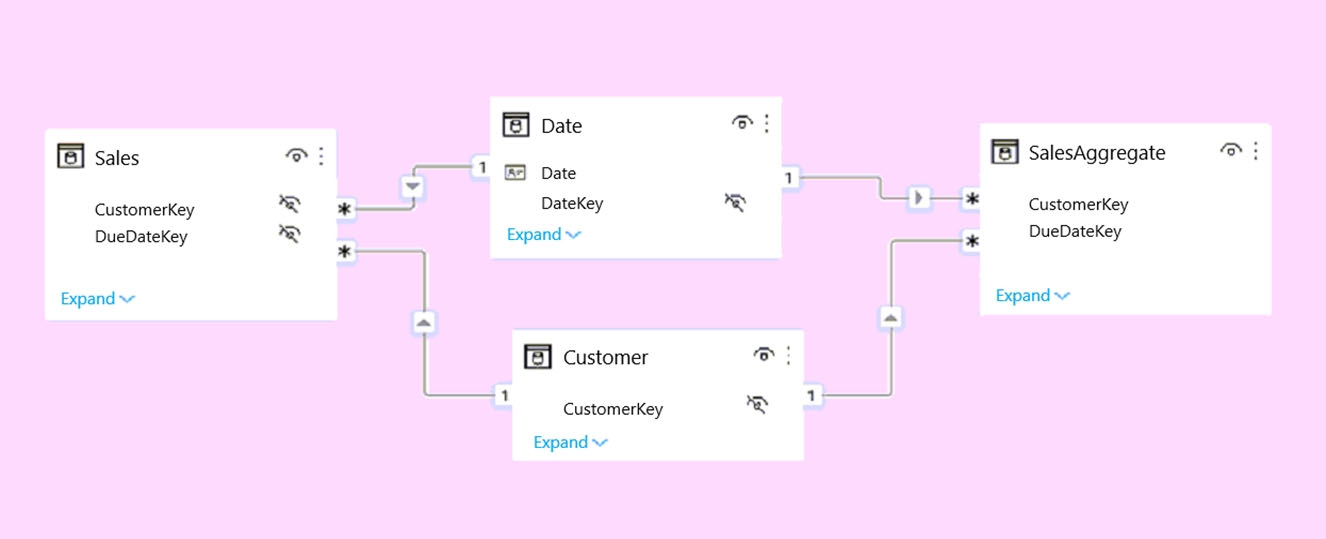 Sales
CustomerKey
DueDateKey
Expand
*
*
1
Date
Date
DateKey
Expand
1
1
Customer
CustomerKey
Expand
1
*
*
SalesAggregate
CustomerKey
DueDateKey
Expand